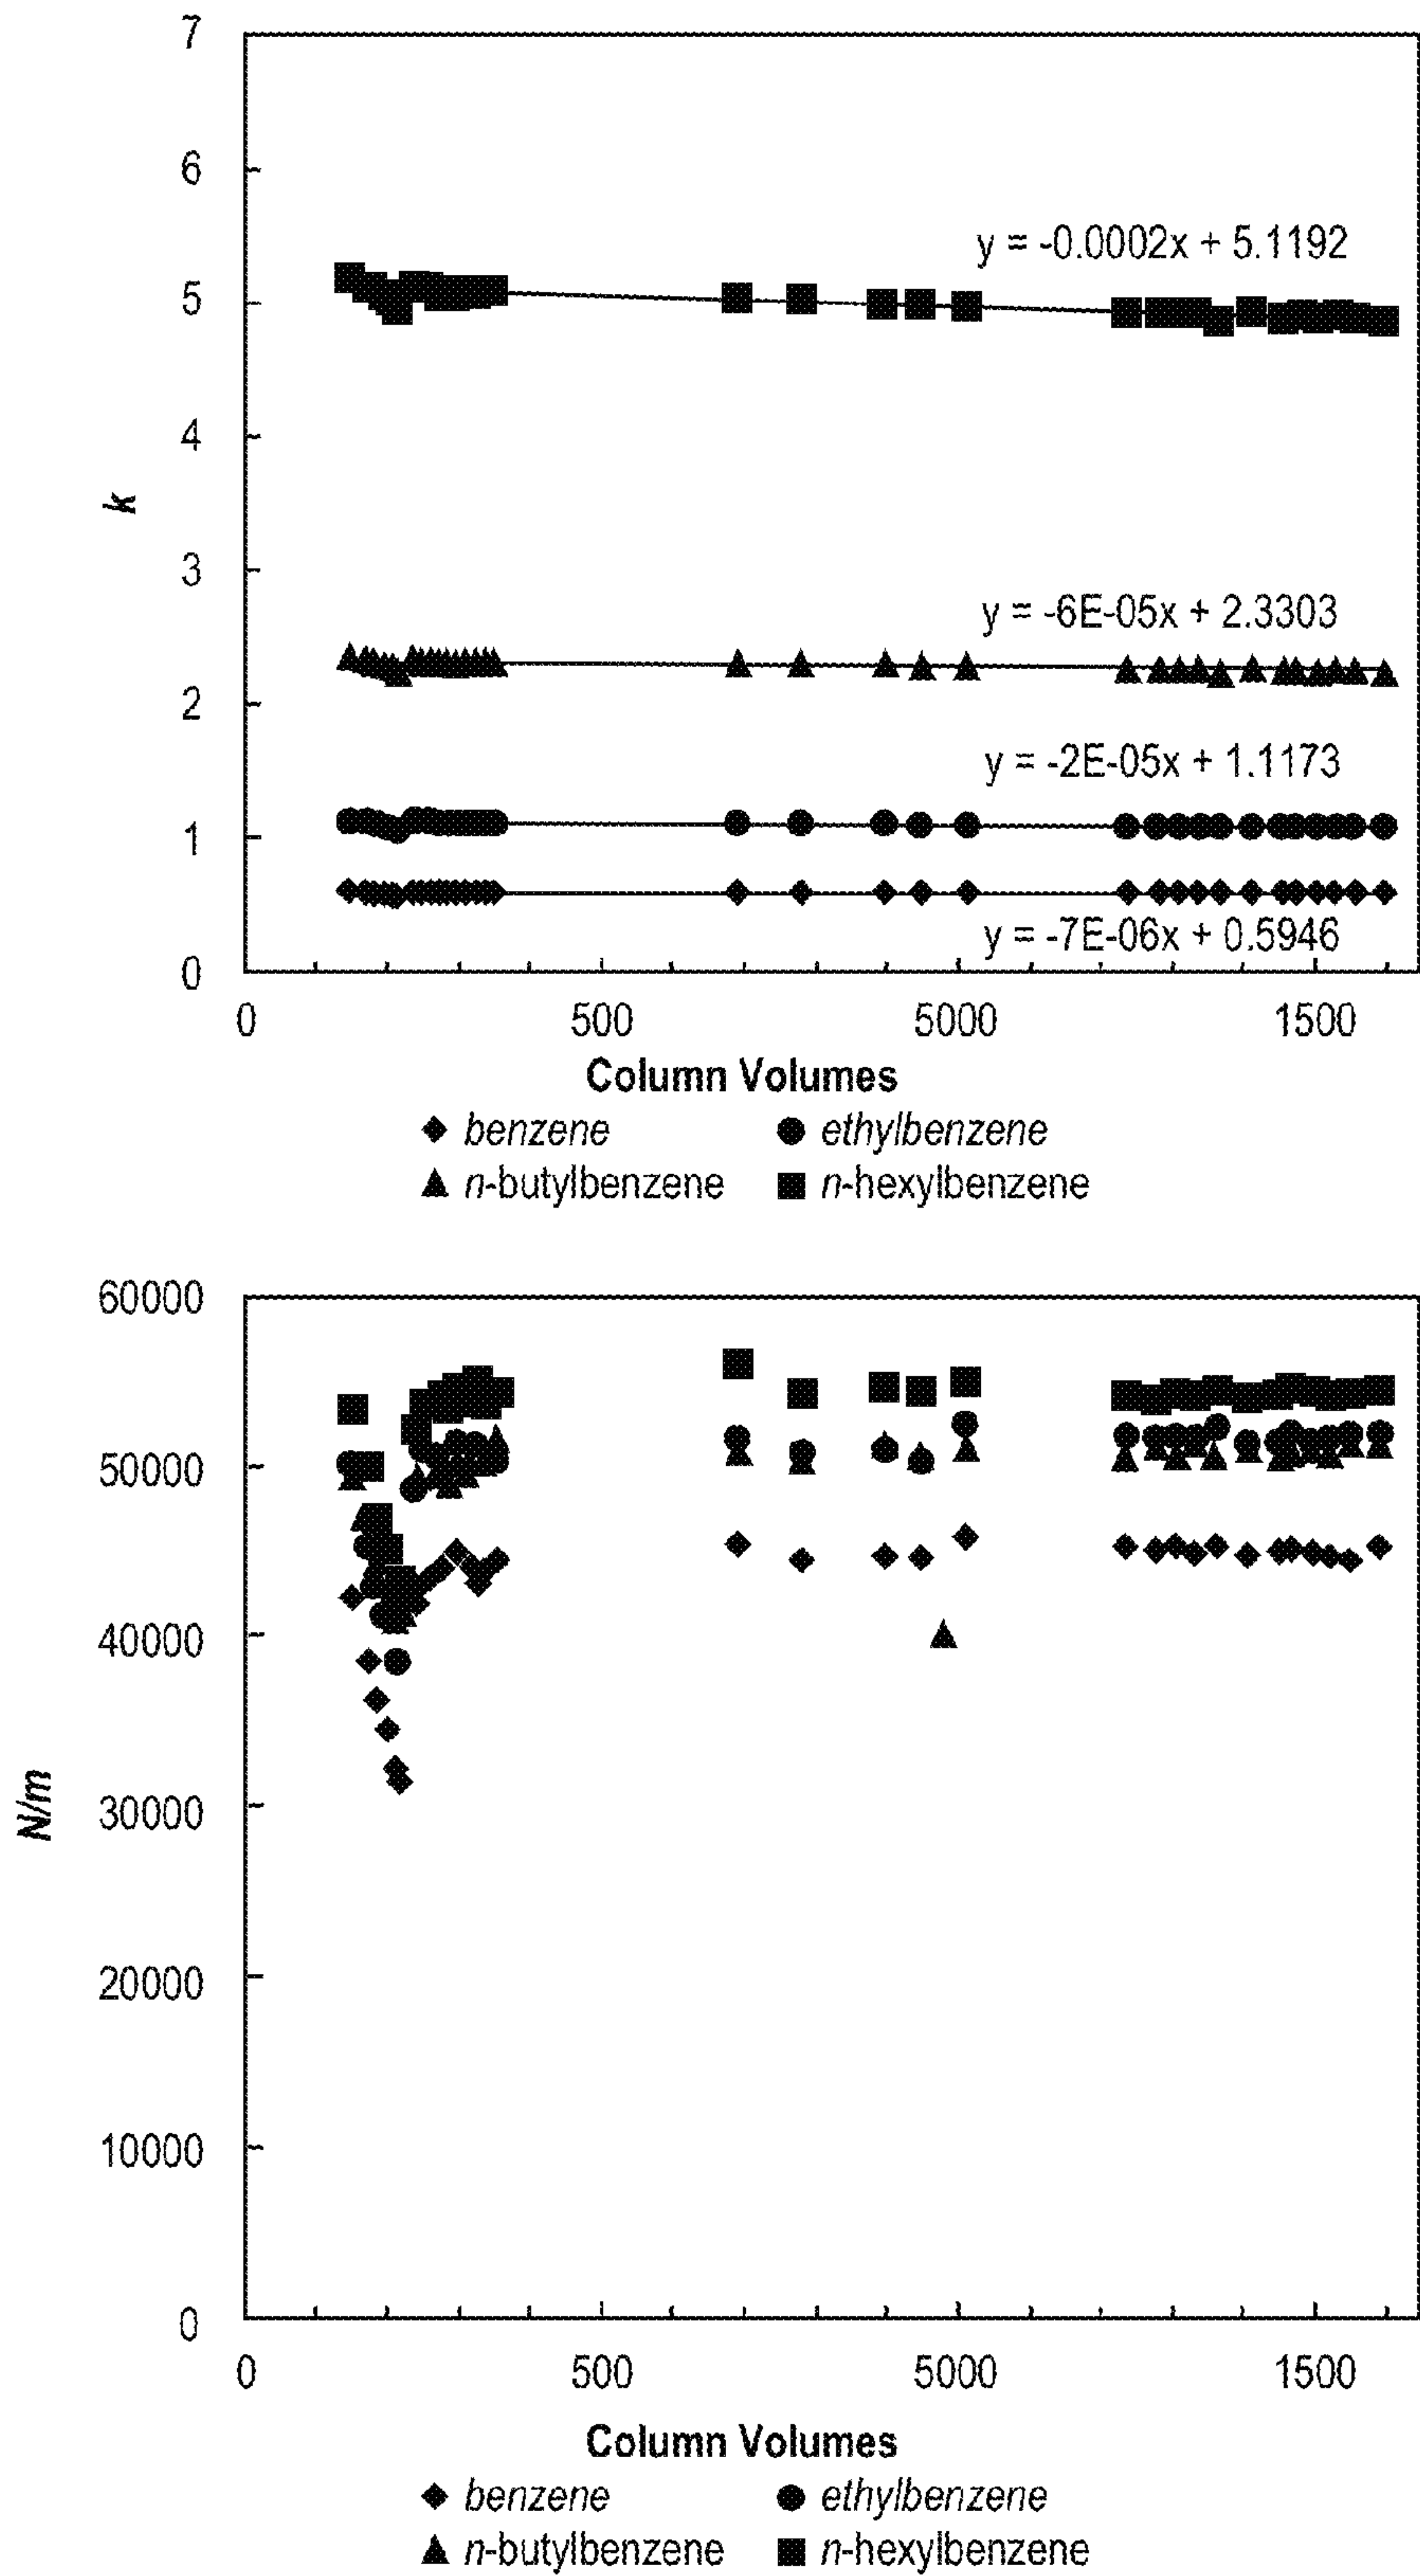 7
6
y = -0.0002x + 5.1192
5
4
k
3
y = -6E-05x + 2.3303
2
y = -2E-05x + 1.1173
1
y = -7E-06x + 0.5946
0
0 500 5000 1500
Column Volumes
benzene ethylbenzene
n-butylbenzene n-hexylbenzene
60000
50000
40000
30000
N/m
20000
10000
0
0 500 5000 1500
Column Volumes
benzene ethylbenzene
n-butylbenzene n-hexylbenzene